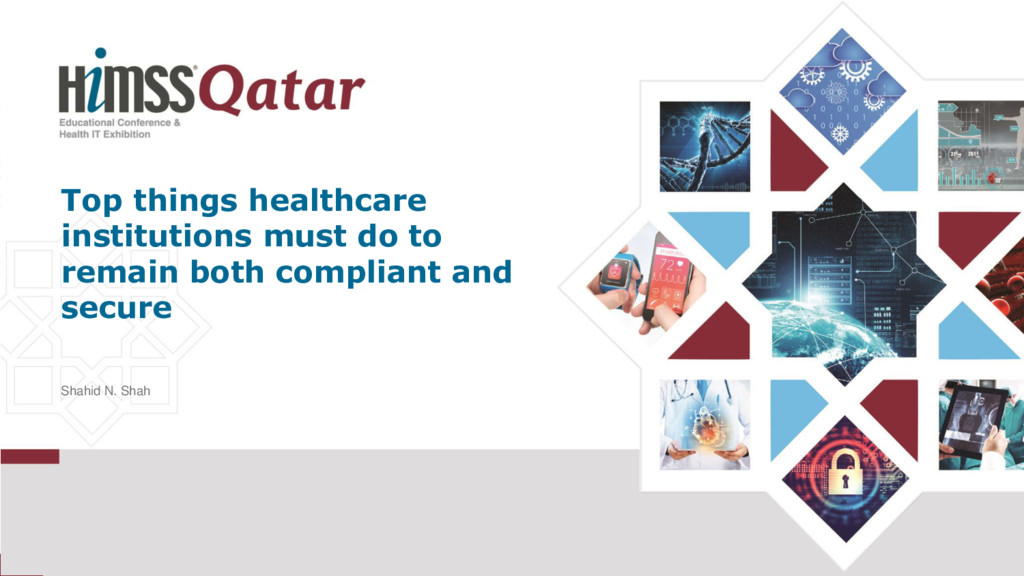 HiMSS® Qatar
Educational Conference &
Health IT Exhibition
Top things healthcare
institutions must do to
remain both compliant and
secure
Shahid N. Shah
72